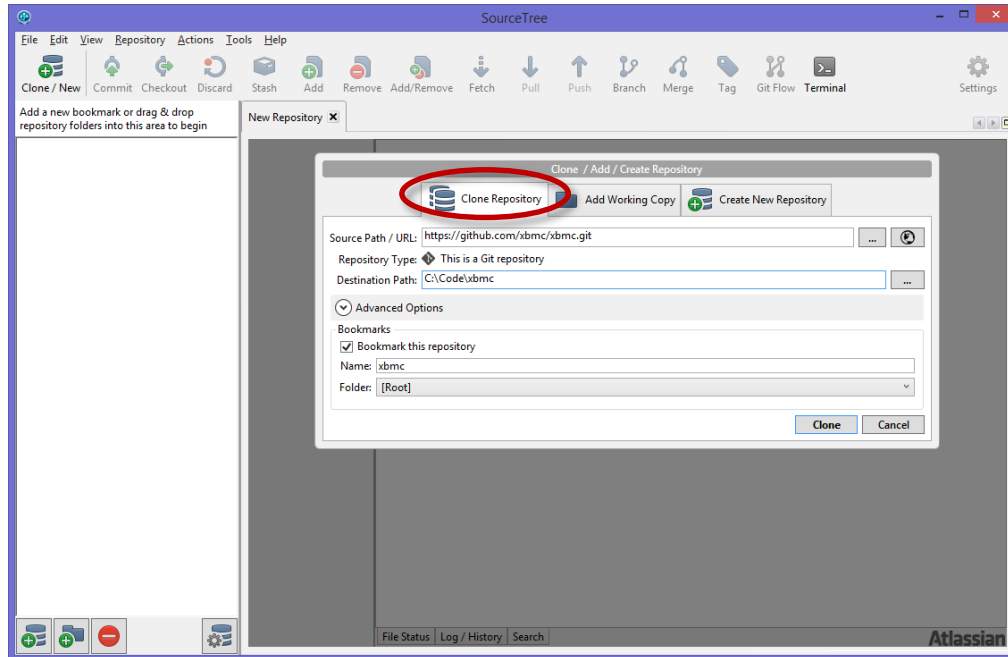 SourceTree
File Edit View Repository Actions Tools Help
Clone / New Commit Checkout Discard Stash Add Remove Add/Remove Fetch Pull Push Branch Merge Tag Git Flow Terminal Settings
Add a new bookmark or drag & drop
repository folders into this area to begin
New Repository
Clone / Add / Create Repository
Clone Repository Add Working Copy Create New Repository
Source Path / URL: https://github.com/xbmc/xbmc.git ...
Repository Type: This is a Git repository
Destination Path: C:\Code\xbmc ...
Advanced Options
Bookmarks
Bookmark this repository
Name: xbmc
Folder: [Root]
Clone Cancel
File Status Log / History Search
Atlassian